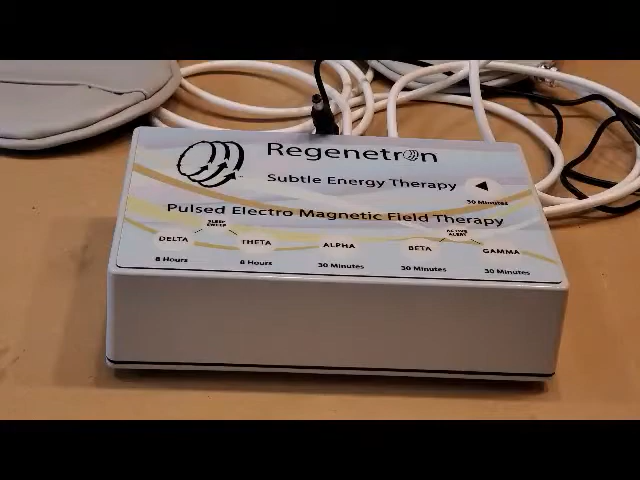 Regenetron
Subtle Energy Therapy
30 Minutes
Pulsed Electro Magnetic Field Therapy
SLEEP SWEEP
ACTIVE ALERT
DELTA THETA ALPHA BETA GAMMA
8 Hours 8 Hours 30 Minutes 30 Minutes 30 Minutes